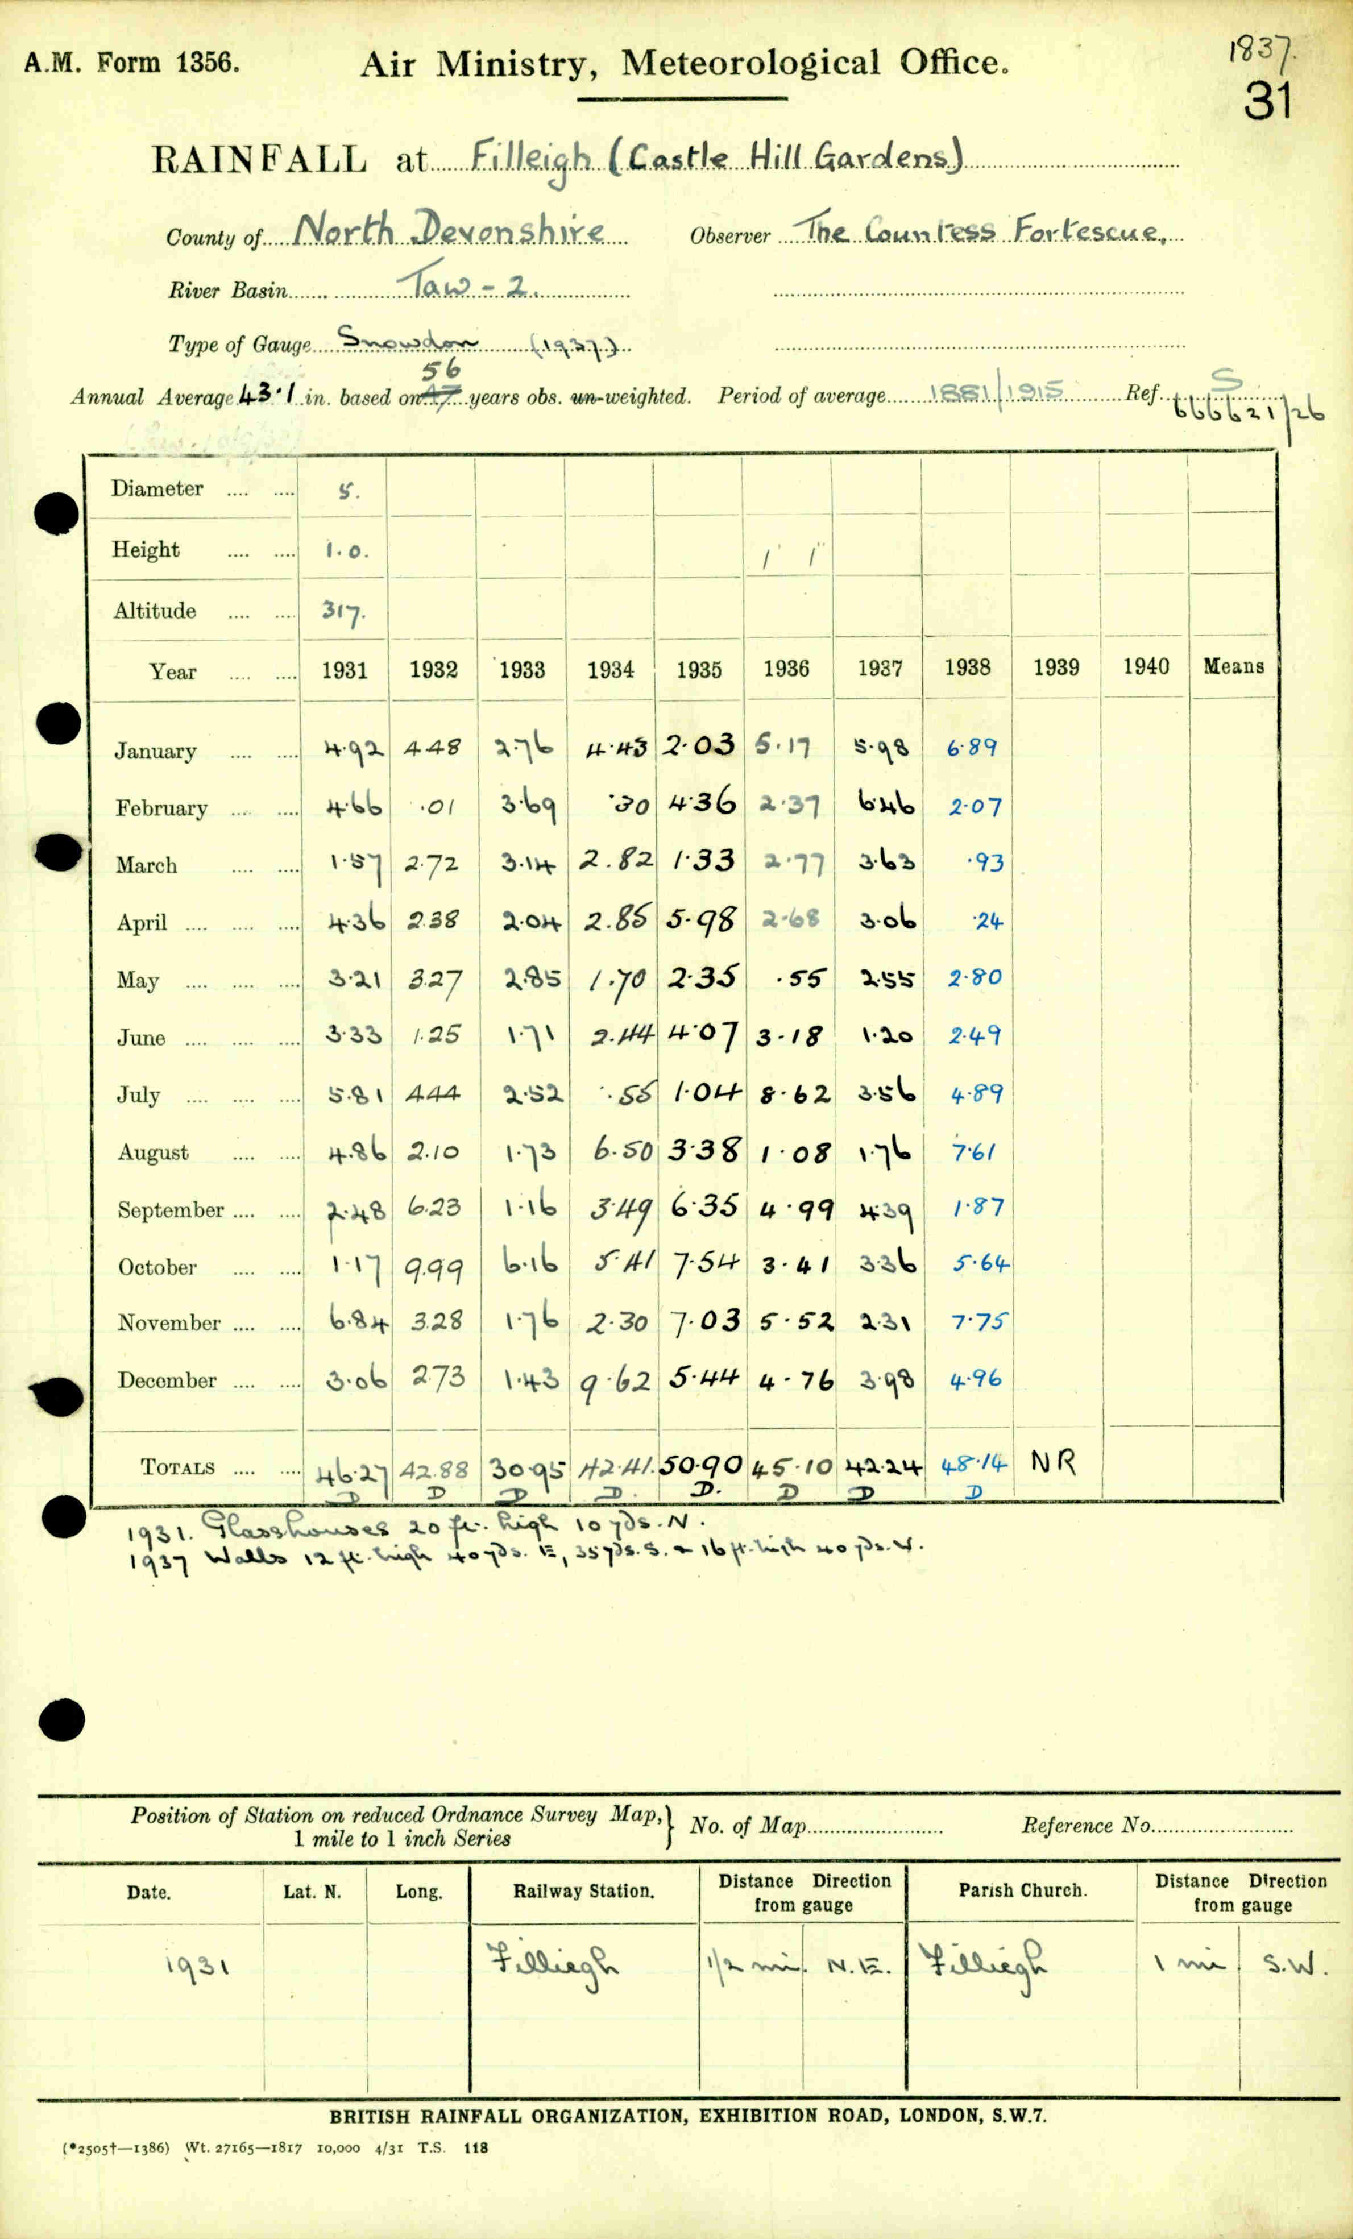 1837.
A.M. Form 1356. Air Ministry, Meteorological Office.
31
RAINFALL at Filleigh (Castle Hill Gardens)
County of North Devonshire Observer The Countess Fortescue,
River Basin Taw - 2.
Type of Gauge Snowdon (1937)
56
Annual Average 43.1 in. based on 47 years obs. un-weighted. Period of average 1881/1915 Ref. S
666621/26
Diameter 5.
Height 1.0. 1' 1"
Altitude 317.
Year 1931 1932 1933 1934 1935 1936 1937 1938 1939 1940 Means
January 4.92 4.48 2.76 4.43 2.03 5.17 5.98 6.89
February 4.66 .01 3.69 .30 4.36 2.37 6.46 2.07
March 1.57 2.72 3.14 2.82 1.33 2.77 3.63 .93
April 4.36 2.38 2.04 2.85 5.98 2.68 3.06 .24
May 3.21 3.27 2.85 1.70 2.35 .55 2.55 2.80
June 3.33 1.25 1.71 2.44 4.07 3.18 1.20 2.49
July 5.81 4.44 2.52 .55 1.04 8.62 3.56 4.89
August 4.86 2.10 1.73 6.50 3.38 1.08 1.76 7.61
September 2.48 6.23 1.16 3.49 6.35 4.99 4.39 1.87
October 1.17 9.99 6.16 5.41 7.54 3.41 3.36 5.64
November 6.84 3.28 1.76 2.30 7.03 5.52 2.31 7.75
December 3.06 2.73 1.43 9.62 5.44 4.76 3.98 4.96
TOTALS 46.27 42.88 30.95 42.41. 50.90 45.10 42.24 48.14 NR
D D D D. D. D D D
1931. Glasshouses 20 ft. high 10 yds. N.
1937 Walls 12 ft. high 40 yds. E, 35 yds. S. & 16 ft. high 40 yds. W.
Position of Station on reduced Ordnance Survey Map, } No. of Map Reference No.
1 mile to 1 inch Series
Date. Lat. N. Long. Railway Station. Distance Direction from gauge Parish Church. Distance Direction from gauge
1931 Filliegh 1/2 mi. N.E. Filliegh 1 mi S.W.
BRITISH RAINFALL ORGANIZATION, EXHIBITION ROAD, LONDON, S.W.7.
(*2505†—1386) Wt. 27165—1817 10,000 4/31 T.S. 118